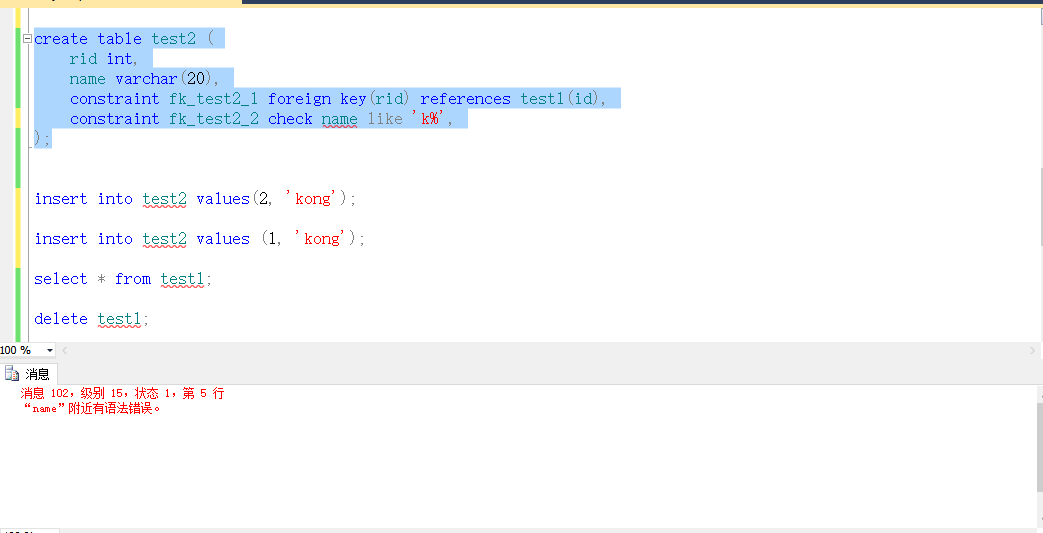 create table test2 (
rid int,
name varchar(20),
constraint fk_test2_1 foreign key(rid) references test1(id),
constraint fk_test2_2 check name like 'k%',
);
insert into test2 values(2, 'kong');
insert into test2 values (1, 'kong');
select * from test1;
delete test1;
100 %
消息
消息 102，级别 15，状态 1，第 5 行
“name”附近有语法错误。